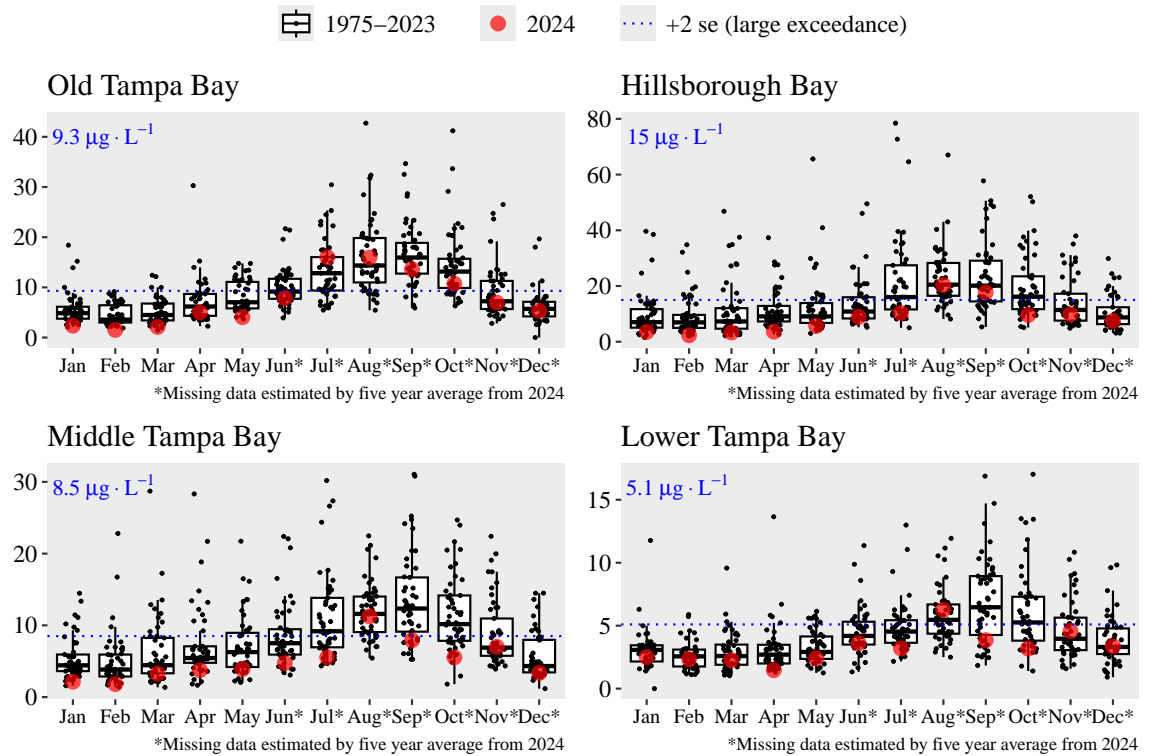 1975–2023 2024 +2 se (large exceedance)
Old Tampa Bay
9.3 μg · L⁻¹
40
30
20
10
0
Jan Feb Mar Apr May Jun* Jul* Aug* Sep* Oct* Nov* Dec*
*Missing data estimated by five year average from 2024
Hillsborough Bay
15 μg · L⁻¹
80
60
40
20
0
Jan Feb Mar Apr May Jun* Jul* Aug* Sep* Oct* Nov* Dec*
*Missing data estimated by five year average from 2024
Middle Tampa Bay
8.5 μg · L⁻¹
30
20
10
0
Jan Feb Mar Apr May Jun* Jul* Aug* Sep* Oct* Nov* Dec*
*Missing data estimated by five year average from 2024
Lower Tampa Bay
5.1 μg · L⁻¹
15
10
5
0
Jan Feb Mar Apr May Jun* Jul* Aug* Sep* Oct* Nov* Dec*
*Missing data estimated by five year average from 2024